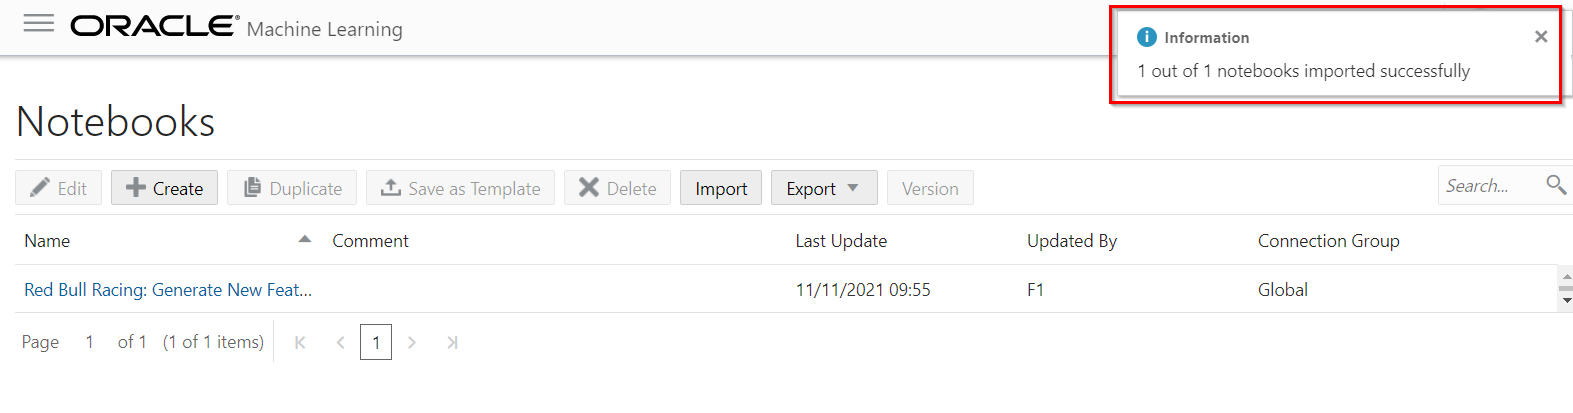 ORACLE Machine Learning
Information
1 out of 1 notebooks imported successfully
Notebooks
Edit Create Duplicate Save as Template Delete Import Export Version Search...
Name Comment Last Update Updated By Connection Group
Red Bull Racing: Generate New Feat... 11/11/2021 09:55 F1 Global
Page 1 of 1 (1 of 1 items) 1